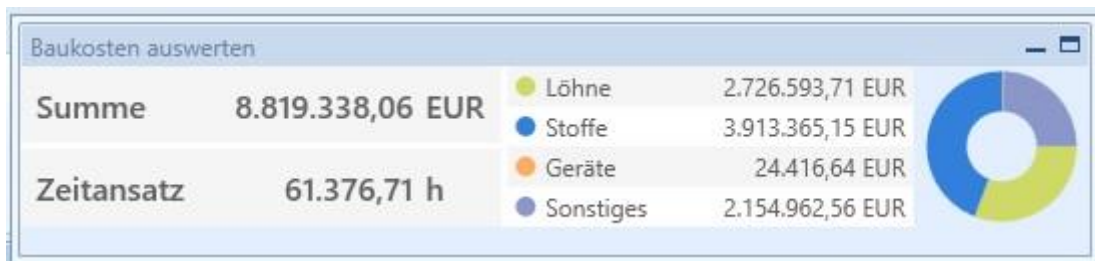 Baukosten auswerten
Summe 8.819.338,06 EUR
Zeitansatz 61.376,71 h
Löhne 2.726.593,71 EUR
Stoffe 3.913.365,15 EUR
Geräte 24.416,64 EUR
Sonstiges 2.154.962,56 EUR